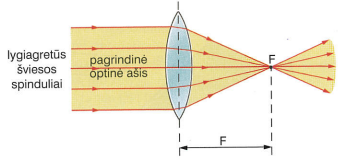 lygiagretūs
šviesos
spinduliai
pagrindinė
optinė ašis
F
F